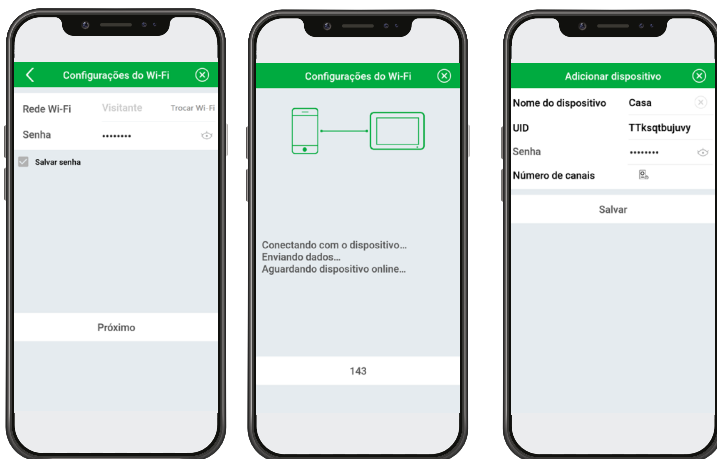 Configurações do Wi-Fi
Rede Wi-Fi Visitante Trocar Wi-Fi
Senha ••••••••
Salvar senha
Próximo
Configurações do Wi-Fi
Conectando com o dispositivo...
Enviando dados...
Aguardando dispositivo online...
143
Adicionar dispositivo
Nome do dispositivo Casa
UID TTksqtbujuvy
Senha ••••••••
Número de canais
Salvar